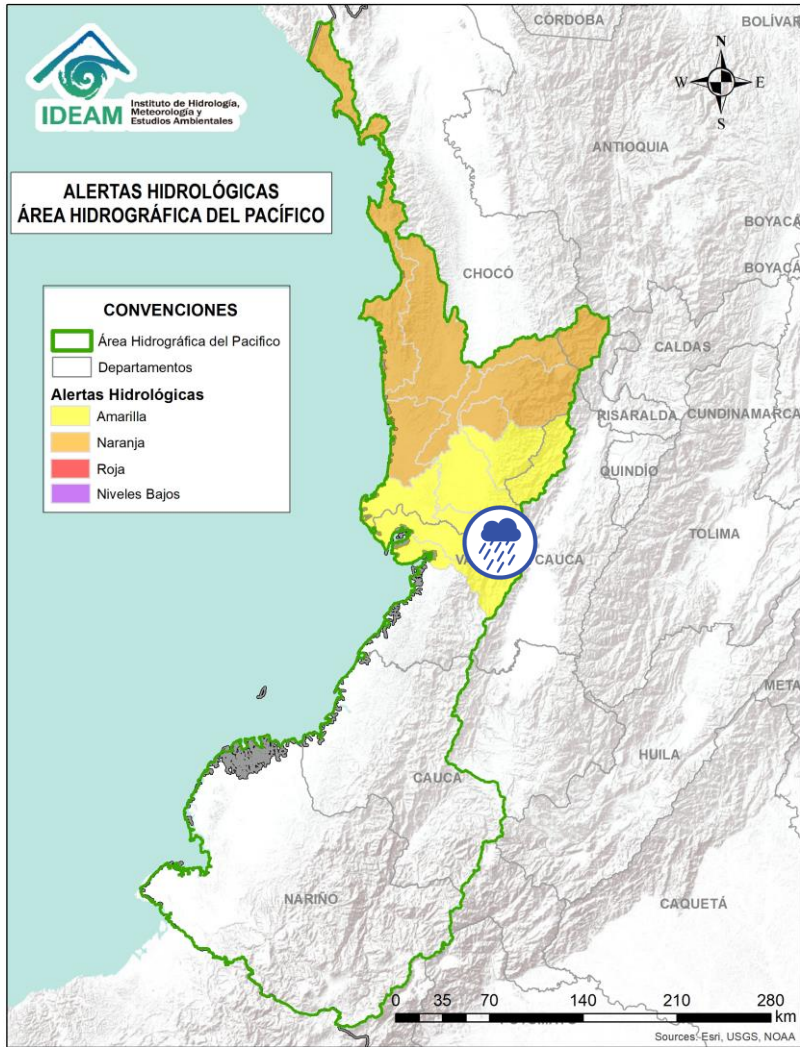 IDEAM
Instituto de Hidrología,
Meteorología y
Estudios Ambientales
ALERTAS HIDROLÓGICAS
ÁREA HIDROGRÁFICA DEL PACÍFICO
CONVENCIONES
Área Hidrográfica del Pacifico
Departamentos
Alertas Hidrológicas
Amarilla
Naranja
Roja
Niveles Bajos
N
W E
S
CÓRDOBA
BOLÍVAR
ANTIOQUIA
BOYACÁ
CHOCÓ
BOYACÁ
CALDAS
RISARALDA
CUNDINAMARCA
QUINDÍO
TOLIMA
CAUCA
META
HUILA
CAUCA
NARIÑO
CAQUETÁ
0 35 70 140 210 280
km
Sources: Esri, USGS, NOAA